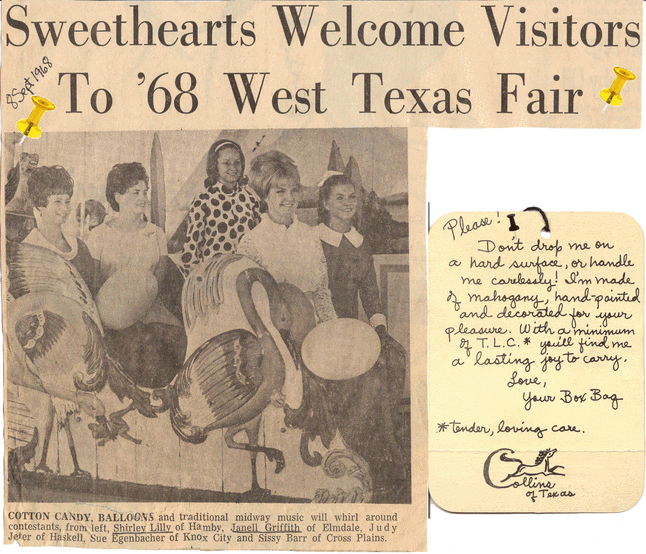 Sweethearts Welcome Visitors
8 Sept 1968
To '68 West Texas Fair
COTTON CANDY, BALLOONS and traditional midway music will whirl around
contestants, from left, Shirley Lilly of Hamby, Janell Griffith of Elmdale, Judy
Jeter of Haskell, Sue Egenbacher of Knox City and Sissy Barr of Cross Plains.
Please!
Don't drop me on
a hard surface, or handle
me carelessly! I'm made
of mahogany, hand-painted
and decorated for your
pleasure. With a minimum
of T.L.C.* you'll find me
a lasting joy to carry.
Love,
Your Box Bag
*tender, loving care.
Collins
of Texas